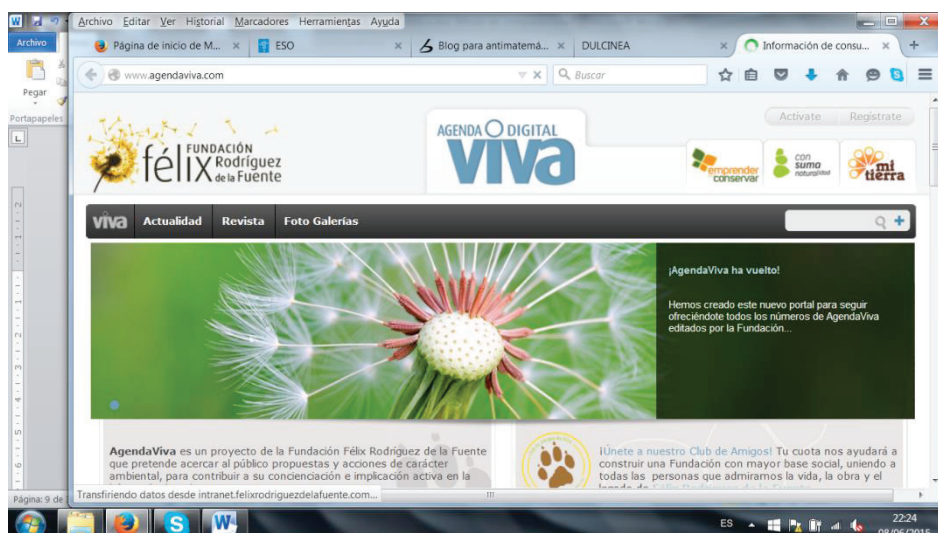 Archivo Editar Ver Historial Marcadores Herramientas Ayuda
Archivo
Página de inicio de M...
ESO
Blog para antimatemá...
DULCINEA
Información de consu...
www.agendaviva.com
Buscar
Pegar
Portapapeles
Activate Regístrate
FUNDACIÓN
félix Rodríguez
de la Fuente
AGENDA DIGITAL
VIVA
emprender
conservar
con
suma
naturalidad
mi
tierra
viva Actualidad Revista Foto Galerías
¡AgendaViva ha vuelto!
Hemos creado este nuevo portal para seguir
ofreciéndote todos los números de AgendaViva
editados por la Fundación...
AgendaViva es un proyecto de la Fundación Félix Rodríguez de la Fuente
que pretende acercar al público propuestas y acciones de carácter
ambiental, para contribuir a su concienciación e implicación activa en la
¡Únete a nuestro Club de Amigos! Tu cuota nos ayudará a
construir una Fundación con mayor base social, uniendo a
todas las personas que admiramos la vida, la obra y el
Transfiriendo datos desde intranet.felixrodriguezdelafuente.com...
Página: 9 de
ES
22:24
08/06/2015